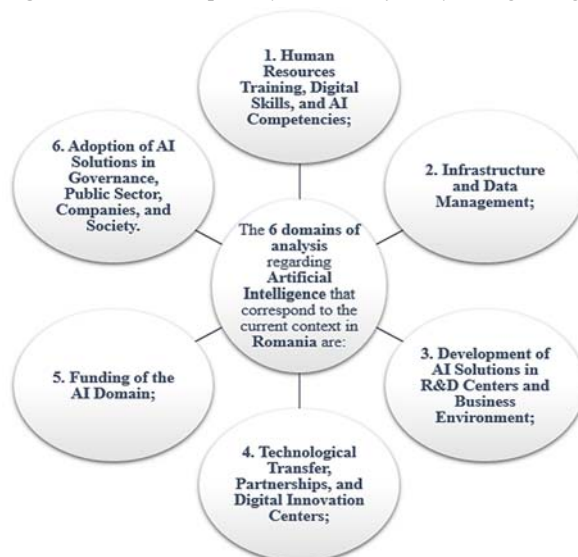 1. Human
Resources
Training, Digital
Skills, and AI
Competencies;
6. Adoption of AI
Solutions in
Governance,
Public Sector,
Companies, and
Society.
2. Infrastructure
and Data
Management;
The 6 domains of
analysis
regarding
Artificial
Intelligence that
correspond to the
current context in
Romania are:
5. Funding of the
AI Domain;
3. Development of
AI Solutions in
R&D Centers and
Business
Environment;
4. Technological
Transfer,
Partnerships, and
Digital Innovation
Centers;